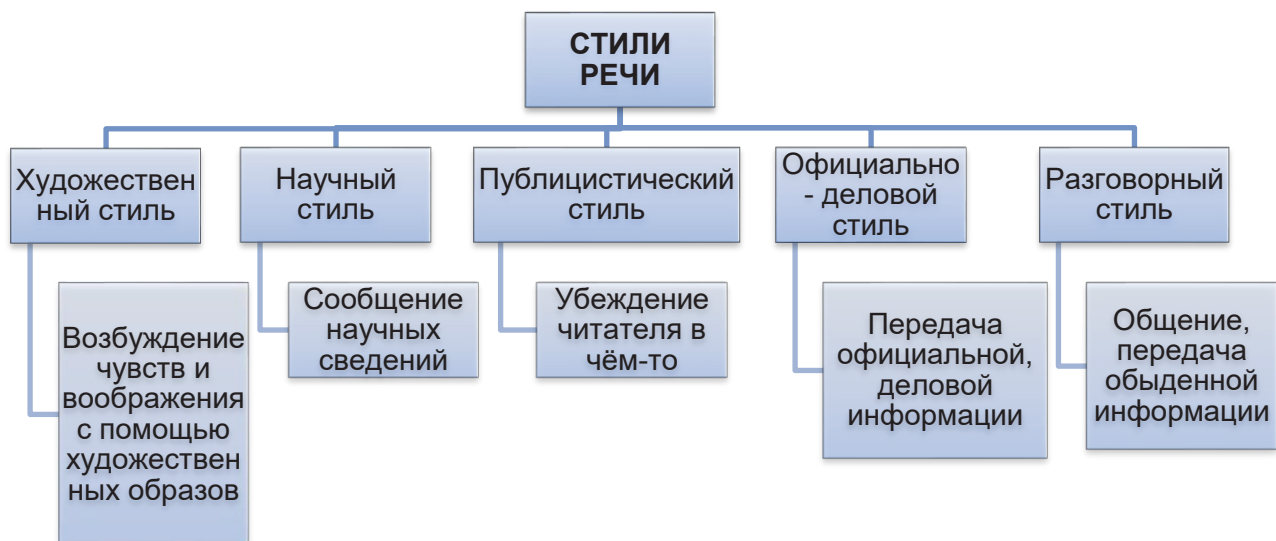 СТИЛИ
РЕЧИ
Художествен
ный стиль
Научный
стиль
Публицистический
стиль
Официально
- деловой
стиль
Разговорный
стиль
Возбуждение
чувств и
воображения
с помощью
художествен
ных образов
Сообщение
научных
сведений
Убеждение
читателя в
чём-то
Передача
официальной,
деловой
информации
Общение,
передача
обыденной
информации